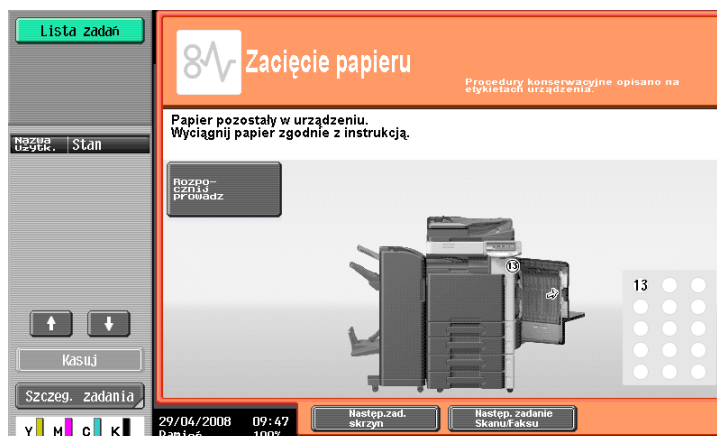 Lista zadań
Zacięcie papieru
Procedury konserwacyjne opisano na
etykietach urządzenia.
Papier pozostały w urządzeniu.
Wyciągnij papier zgodnie z instrukcją.
Nazwa
użytk.
Stan
Rozpo-
cznij
prowadz
13
13
Kasuj
Szczeg. zadania
Y M C K
29/04/2008 09:47
Pamięć 100%
Następ.zad.
skrzyn
Następ. zadanie
Skanu/Faksu